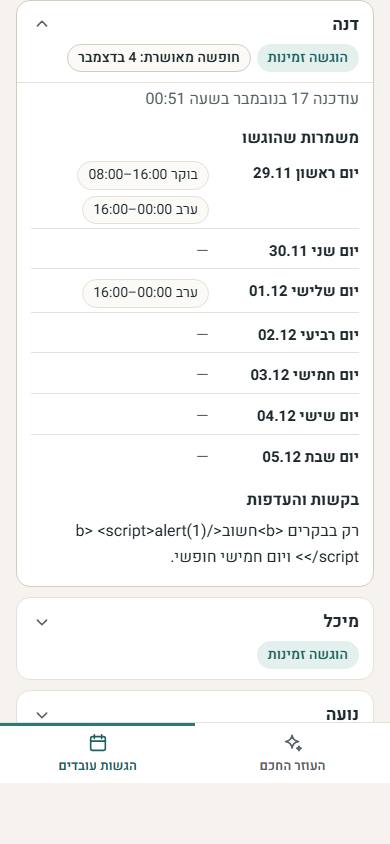 דנה
הוגשה זמינות
חופשה מאושרת: 4 בדצמבר
עודכנה 17 בנובמבר בשעה 00:51
משמרות שהוגשו
יום ראשון 29.11
בוקר 08:00–16:00
ערב 16:00–00:00
יום שני 30.11
—
יום שלישי 01.12
ערב 16:00–00:00
יום רביעי 02.12
—
יום חמישי 03.12
—
יום שישי 04.12
—
יום שבת 05.12
—
בקשות והעדפות
רק בבקרים <b>חשוב</b> <script>alert(1)</
script> ויום חמישי חופשי.
מיכל
הוגשה זמינות
נועה
העוזר החכם
הגשות עובדים